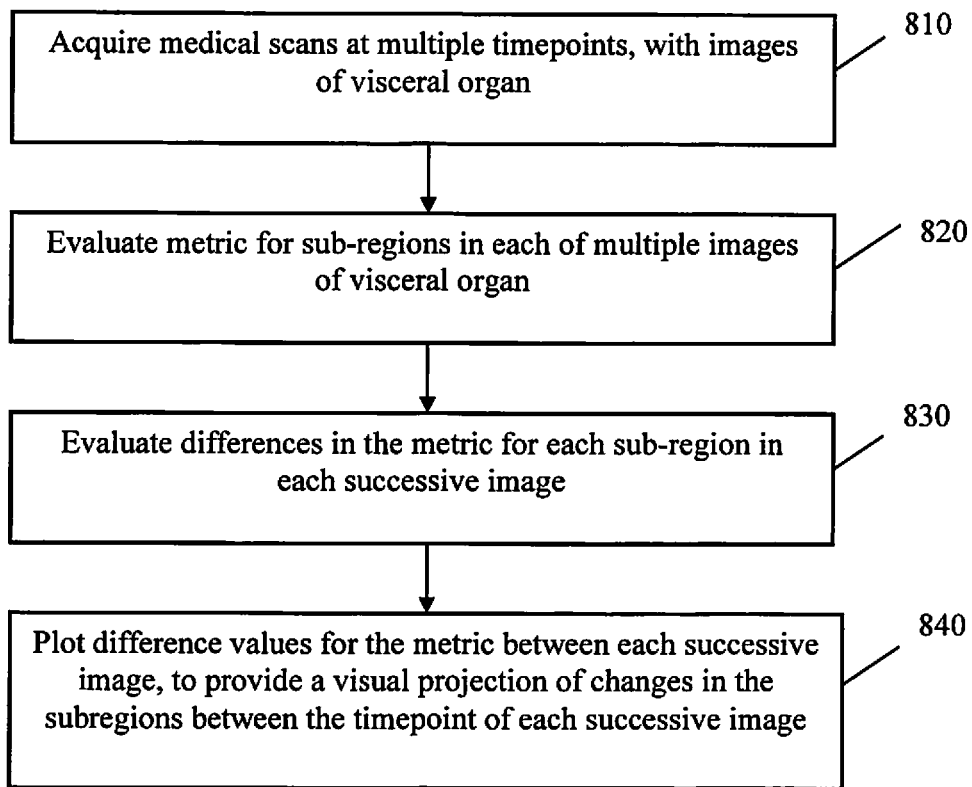 Acquire medical scans at multiple timepoints, with images
of visceral organ
810
Evaluate metric for sub-regions in each of multiple images
of visceral organ
820
Evaluate differences in the metric for each sub-region in
each successive image
830
Plot difference values for the metric between each successive
image, to provide a visual projection of changes in the
subregions between the timepoint of each successive image
840